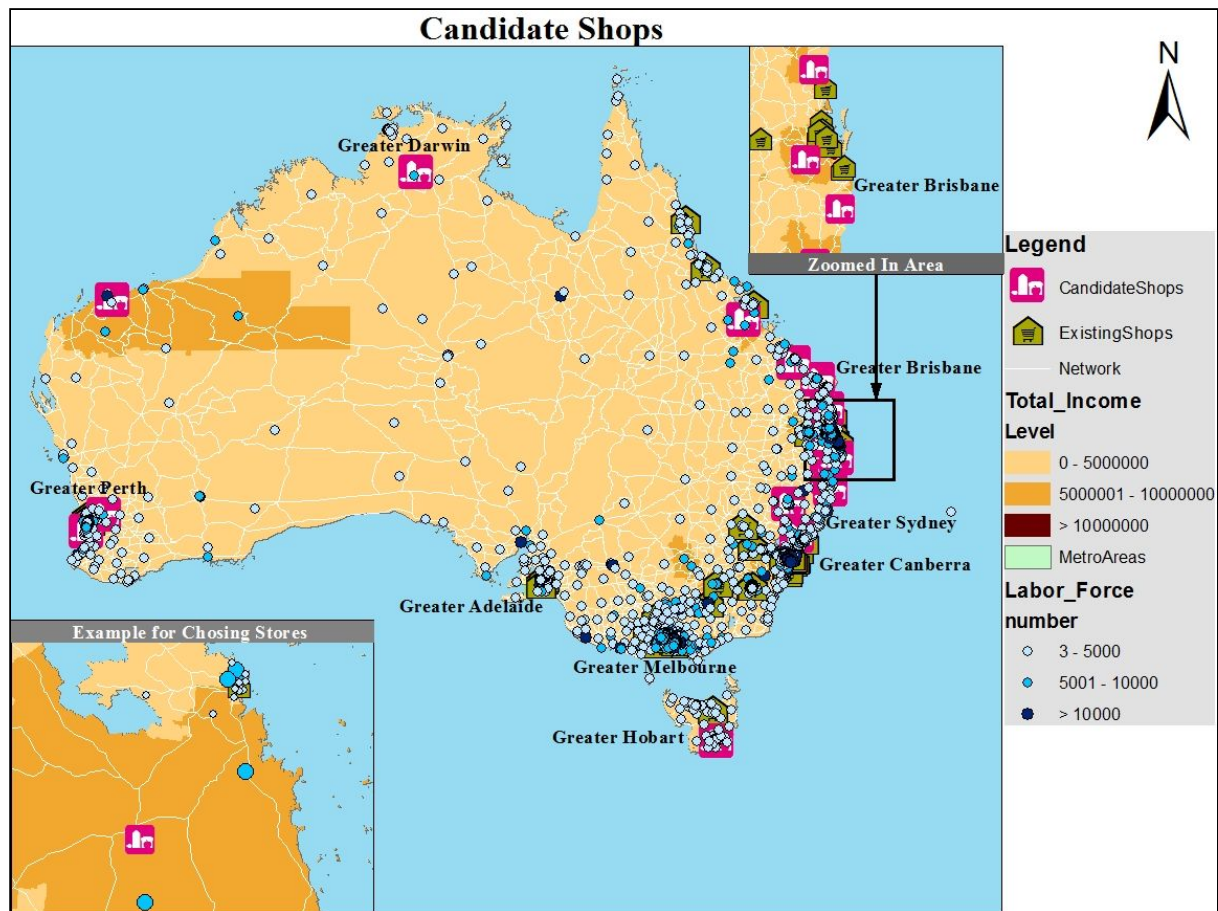 Candidate Shops
N
Greater Darwin
Greater Brisbane
Zoomed In Area
Greater Brisbane
Greater Perth
Greater Sydney
Greater Canberra
Greater Adelaide
Greater Melbourne
Greater Hobart
Example for Chosing Stores
Legend
CandidateShops
ExistingShops
Network
Total_Income
Level
0 - 5000000
5000001 - 10000000
> 10000000
MetroAreas
Labor_Force
number
3 - 5000
5001 - 10000
> 10000